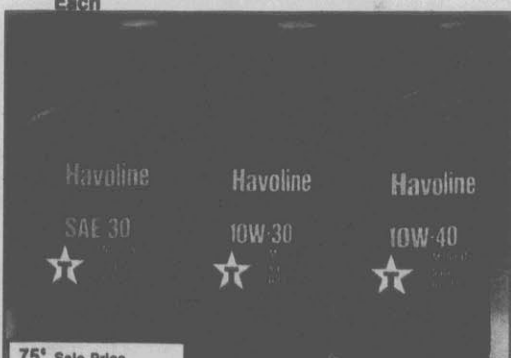 Each
Havoline Havoline Havoline
SAE 30 10W-30 10W-40
T T T
75¢ Sale Price